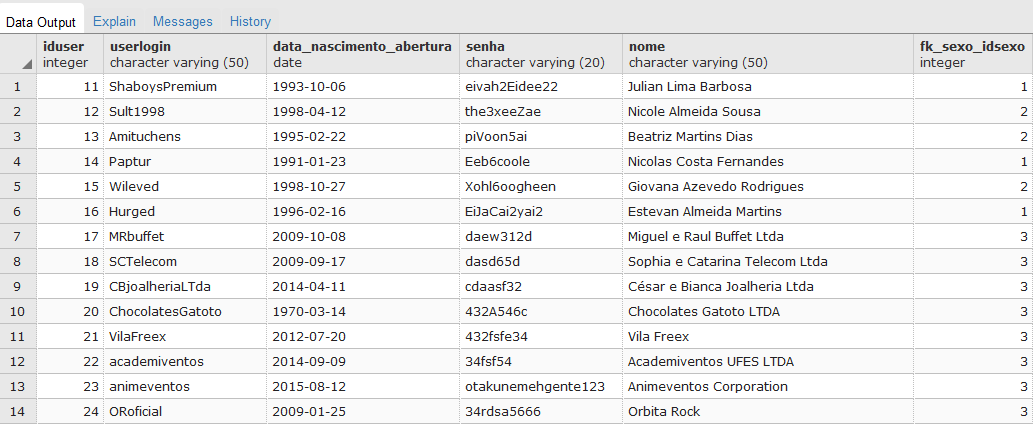 Data Output Explain Messages History
iduser userlogin data_nascimento_abertura senha nome fk_sexo_idsexo
integer character varying (50) date character varying (20) character varying (50) integer
1 11 ShaboysPremium 1993-10-06 eivah2Eidee22 Julian Lima Barbosa 1
2 12 Sult1998 1998-04-12 the3xeeZae Nicole Almeida Sousa 2
3 13 Amituchens 1995-02-22 piVoon5ai Beatriz Martins Dias 2
4 14 Paptur 1991-01-23 Eeb6coole Nicolas Costa Fernandes 1
5 15 Wileved 1998-10-27 Xohl6oogheen Giovana Azevedo Rodrigues 2
6 16 Hurged 1996-02-16 EiJaCai2yai2 Estevan Almeida Martins 1
7 17 MRbuffet 2009-10-08 daew312d Miguel e Raul Buffet Ltda 3
8 18 SCTelecom 2009-09-17 dasd65d Sophia e Catarina Telecom Ltda 3
9 19 CBjoalheriaLTda 2014-04-11 cdaasf32 César e Bianca Joalheria Ltda 3
10 20 ChocolatesGatoto 1970-03-14 432A546c Chocolates Gatoto LTDA 3
11 21 VilaFreex 2012-07-20 432fsfe34 Vila Freex 3
12 22 academiventos 2014-09-09 34fsf54 Academiventos UFES LTDA 3
13 23 animeventos 2015-08-12 otakunemehgente123 Animeventos Corporation 3
14 24 ORoficial 2009-01-25 34rdsa5666 Orbita Rock 3